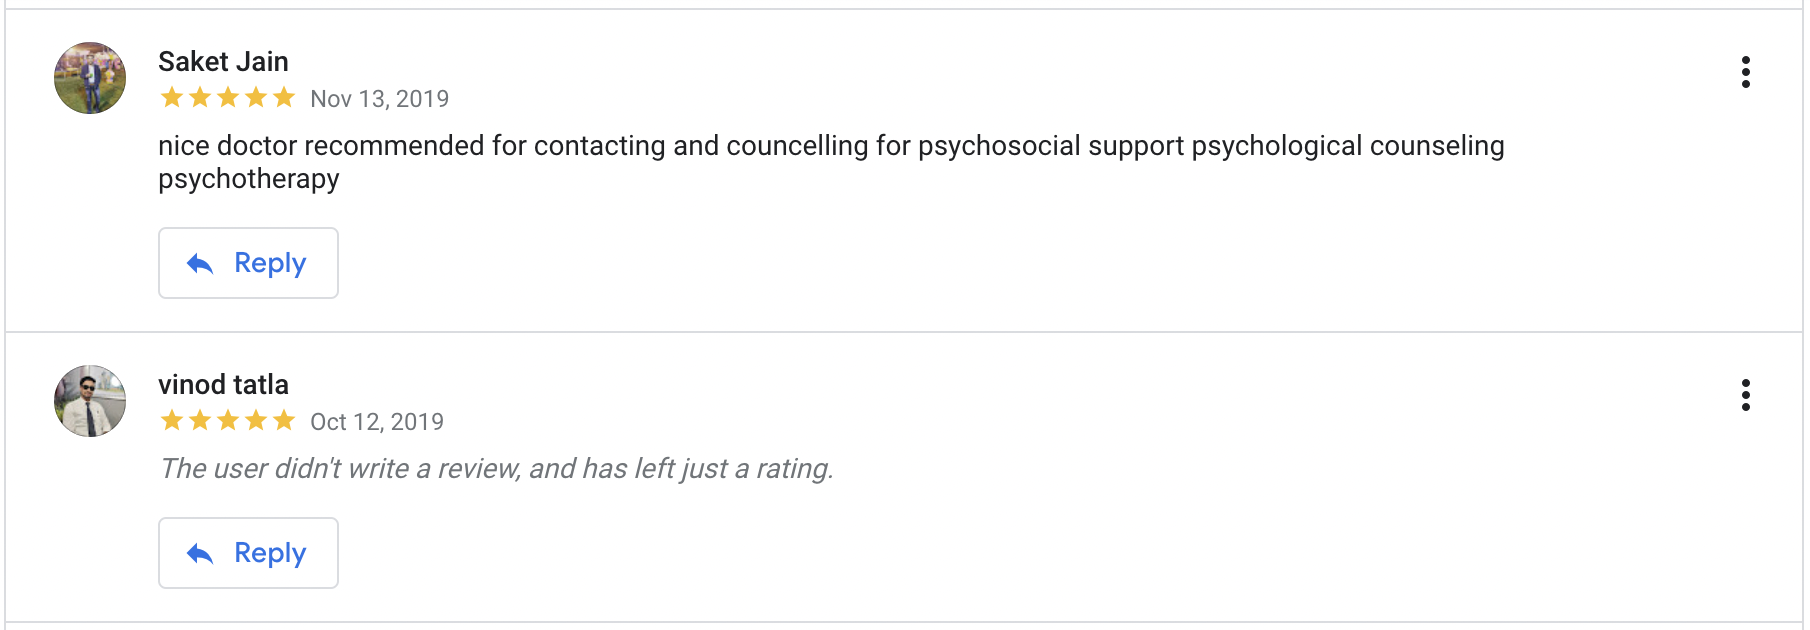 Saket Jain
Nov 13, 2019
nice doctor recommended for contacting and councelling for psychosocial support psychological counseling
psychotherapy
Reply
vinod tatla
Oct 12, 2019
The user didn't write a review, and has left just a rating.
Reply